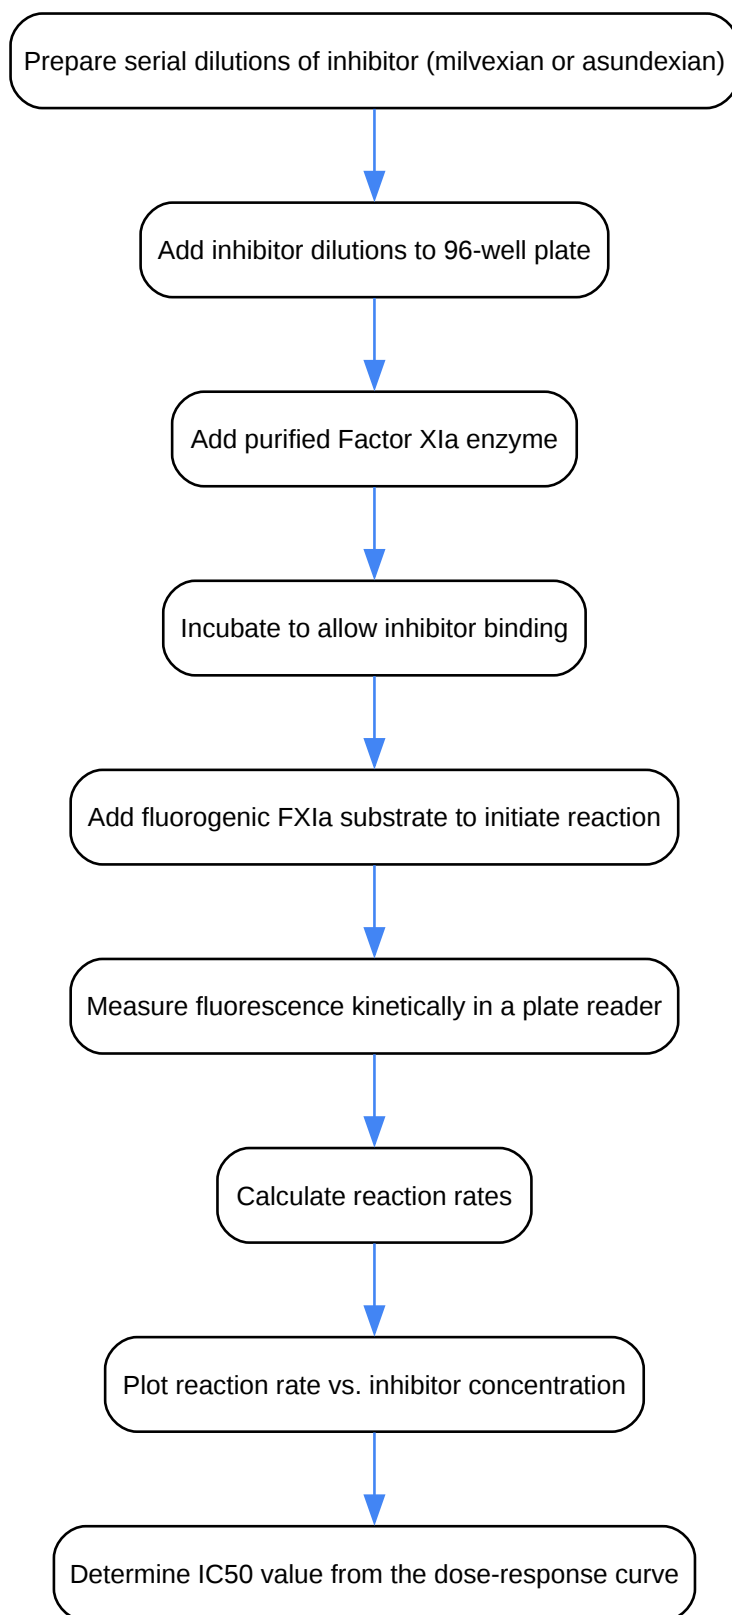 Prepare serial dilutions of inhibitor (milvexian or asundexian)
Add inhibitor dilutions to 96-well plate
Add purified Factor XIa enzyme
Incubate to allow inhibitor binding
Add fluorogenic FXIa substrate to initiate reaction
Measure fluorescence kinetically in a plate reader
Calculate reaction rates
Plot reaction rate vs. inhibitor concentration
Determine IC50 value from the dose-response curve